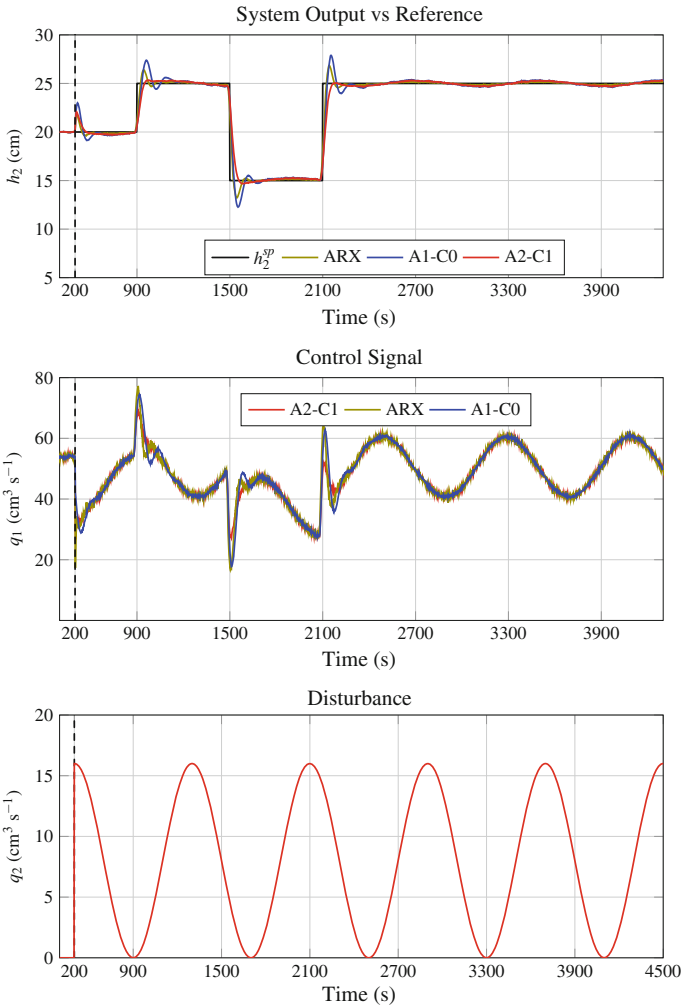 System Output vs Reference
30
25
20
15
10
5
h₂ (cm)
h₂ˢᵖ ARX A1-C0 A2-C1
200 900 1500 2100 2700 3300 3900
Time (s)
Control Signal
80
60
40
20
q₁ (cm³ s⁻¹)
A2-C1 ARX A1-C0
200 900 1500 2100 2700 3300 3900
Time (s)
Disturbance
20
15
10
5
0
q₂ (cm³ s⁻¹)
200 900 1500 2100 2700 3300 3900 4500
Time (s)